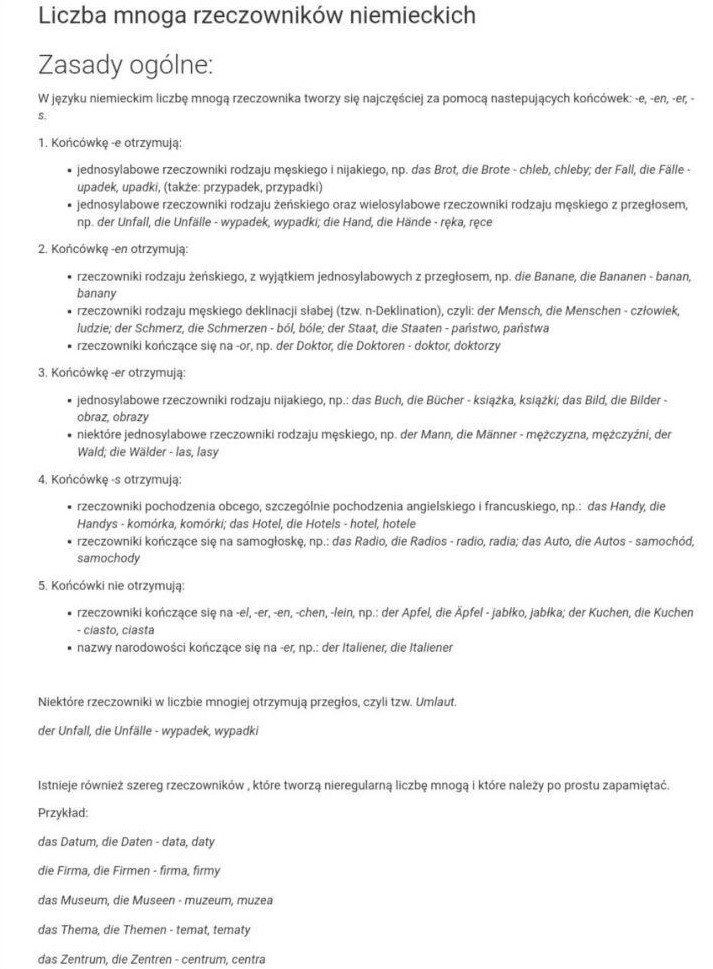 Liczba mnoga rzeczowników niemieckich
Zasady ogólne:
W języku niemieckim liczbę mnogą rzeczownika tworzy się najczęściej za pomocą nastepujących końcówek: -e, -en, -er, -
s.
1. Końcówkę -e otrzymują:
• jednosylabowe rzeczowniki rodzaju męskiego i nijakiego, np. das Brot, die Brote - chleb, chleby; der Fall, die Fälle -
upadek, upadki, (także: przypadek, przypadki)
• jednosylabowe rzeczowniki rodzaju żeńskiego oraz wielosylabowe rzeczowniki rodzaju męskiego z przegłosem,
np. der Unfall, die Unfälle - wypadek, wypadki; die Hand, die Hände - ręka, ręce
2. Końcówkę -en otrzymują:
• rzeczowniki rodzaju żeńskiego, z wyjątkiem jednosylabowych z przegłosem, np. die Banane, die Bananen - banan,
banany
• rzeczowniki rodzaju męskiego deklinacji słabej (tzw. n-Deklination), czyli: der Mensch, die Menschen - człowiek,
ludzie; der Schmerz, die Schmerzen - ból, bóle; der Staat, die Staaten - państwo, państwa
• rzeczowniki kończące się na -or, np. der Doktor, die Doktoren - doktor, doktorzy
3. Końcówkę -er otrzymują:
• jednosylabowe rzeczowniki rodzaju nijakiego, np.: das Buch, die Bücher - książka, książki; das Bild, die Bilder -
obraz, obrazy
• niektóre jednosylabowe rzeczowniki rodzaju męskiego, np. der Mann, die Männer - mężczyzna, mężczyźni, der
Wald; die Wälder - las, lasy
4. Końcówkę -s otrzymują:
• rzeczowniki pochodzenia obcego, szczególnie pochodzenia angielskiego i francuskiego, np.: das Handy, die
Handys - komórka, komórki; das Hotel, die Hotels - hotel, hotele
• rzeczowniki kończące się na samogłoskę, np.: das Radio, die Radios - radio, radia; das Auto, die Autos - samochód,
samochody
5. Końcówki nie otrzymują:
• rzeczowniki kończące się na -el, -er, -en, -chen, -lein, np.: der Apfel, die Äpfel - jabłko, jabłka; der Kuchen, die Kuchen
- ciasto, ciasta
• nazwy narodowości kończące się na -er, np.: der Italiener, die Italiener
Niektóre rzeczowniki w liczbie mnogiej otrzymują przegłos, czyli tzw. Umlaut.
der Unfall, die Unfälle - wypadek, wypadki
Istnieje również szereg rzeczowników , które tworzą nieregularną liczbę mnogą i które należy po prostu zapamiętać.
Przykład:
das Datum, die Daten - data, daty
die Firma, die Firmen - firma, firmy
das Museum, die Museen - muzeum, muzea
das Thema, die Themen - temat, tematy
das Zentrum, die Zentren - centrum, centra